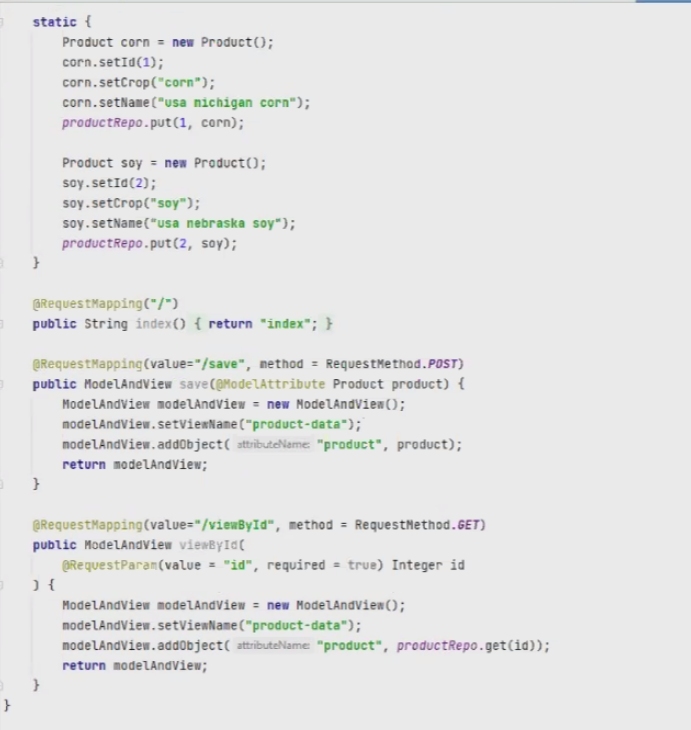 static {
Product corn = new Product();
corn.setId(1);
corn.setCrop("corn");
corn.setName("usa michigan corn");
productRepo.put(1, corn);
Product soy = new Product();
soy.setId(2);
soy.setCrop("soy");
soy.setName("usa nebraska soy");
productRepo.put(2, soy);
}
@RequestMapping("/")
public String index() { return "index"; }
@RequestMapping(value="/save", method = RequestMethod.POST)
public ModelAndView save(@ModelAttribute Product product) {
ModelAndView modelAndView = new ModelAndView();
modelAndView.setViewName("product-data");
modelAndView.addObject( attributeName: "product", product);
return modelAndView;
}
@RequestMapping(value="/viewById", method = RequestMethod.GET)
public ModelAndView viewById(
@RequestParam(value = "id", required = true) Integer id
) {
ModelAndView modelAndView = new ModelAndView();
modelAndView.setViewName("product-data");
modelAndView.addObject( attributeName: "product", productRepo.get(id));
return modelAndView;
}
}